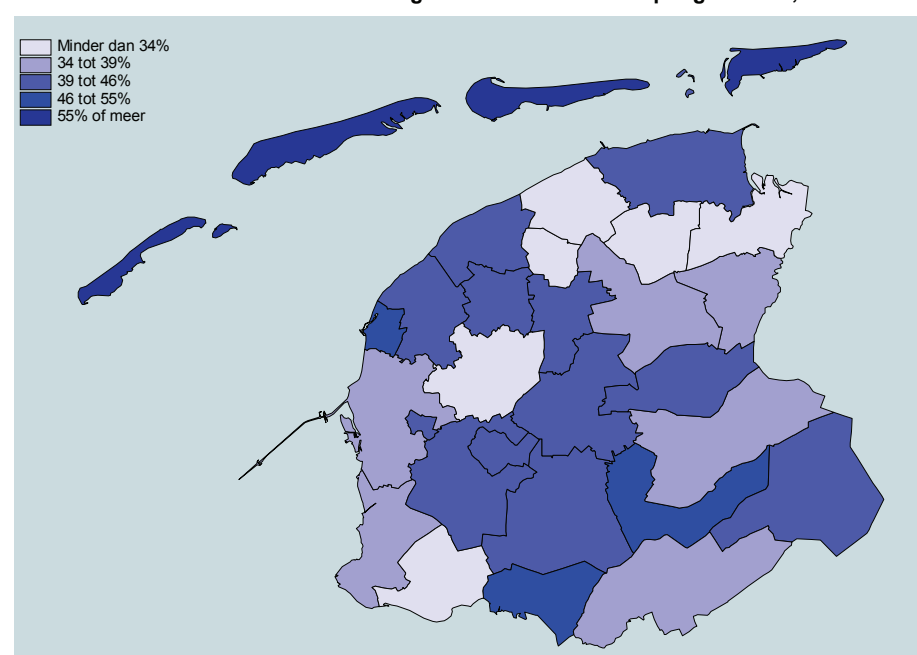 Minder dan 34%
34 tot 39%
39 tot 46%
46 tot 55%
55% of meer